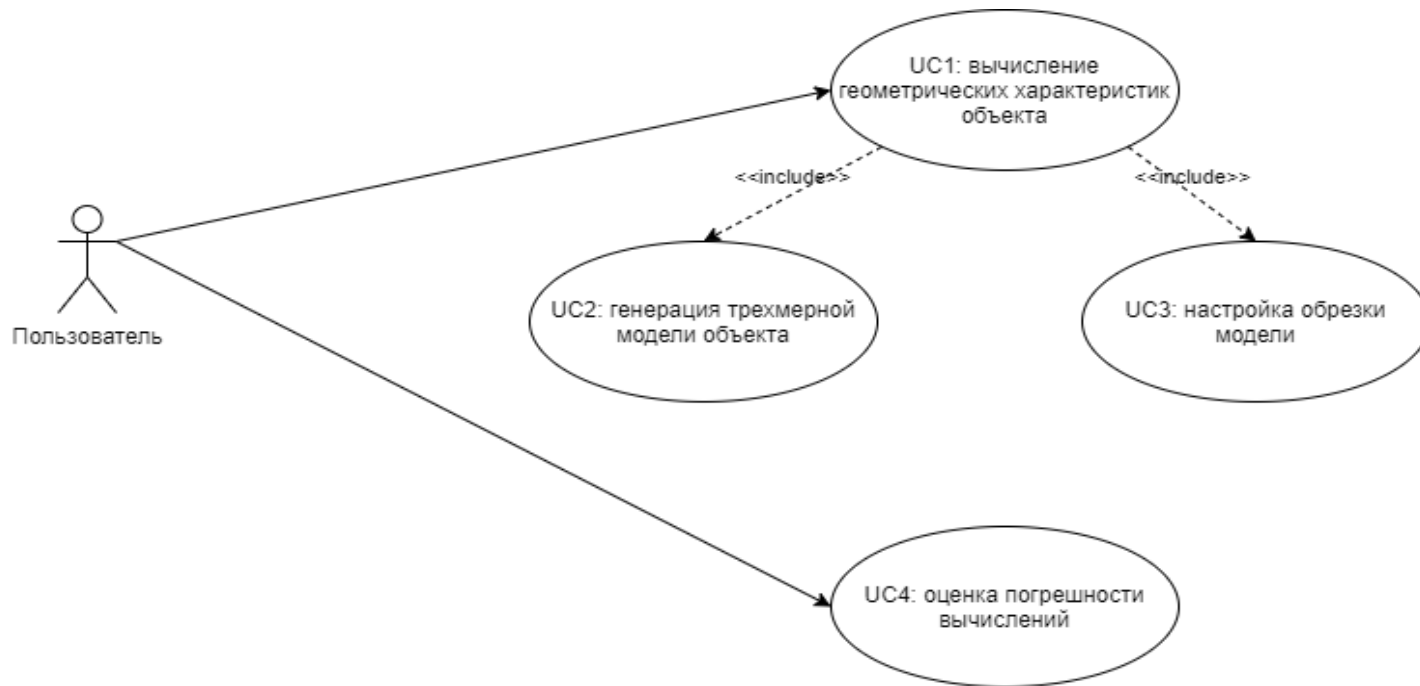 UC1: вычисление
геометрических характеристик
объекта
<<include>>
<<include>>
Пользователь
UC2: генерация трехмерной
модели объекта
UC3: настройка обрезки
модели
UC4: оценка погрешности
вычислений